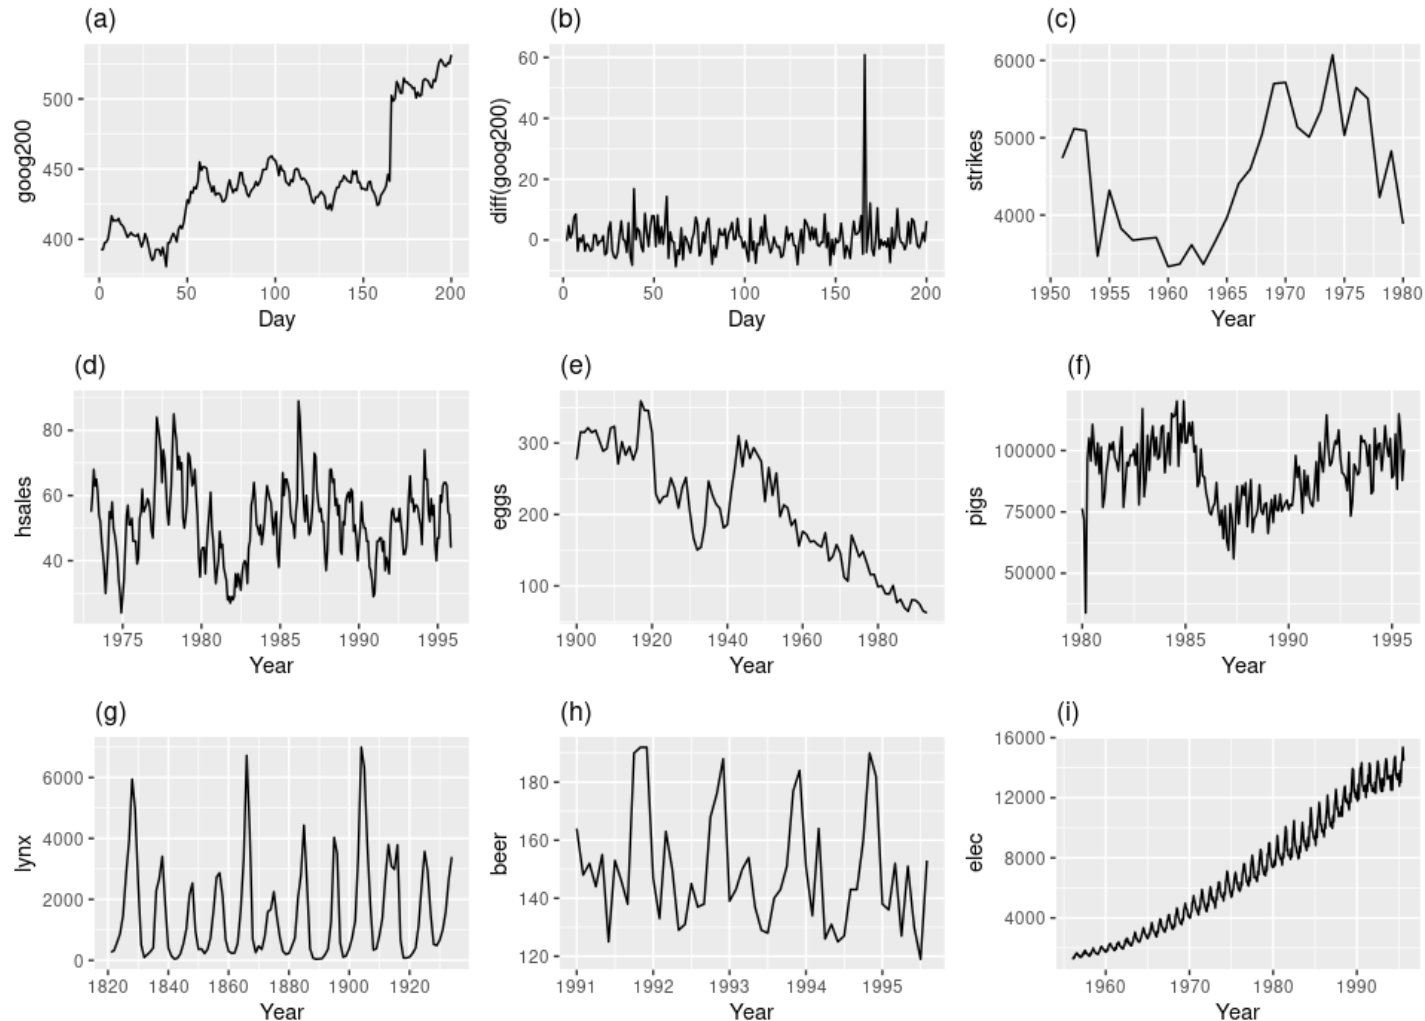 (a)
(b)
(c)
500
450
400
goog200
0
50
100
150
200
Day
60
40
20
0
diff(goog200)
0
50
100
150
200
Day
6000
5000
4000
strikes
1950
1955
1960
1965
1970
1975
1980
Year
(d)
(e)
(f)
80
60
40
hsales
1975
1980
1985
1990
1995
Year
300
200
100
eggs
1900
1920
1940
1960
1980
Year
100000
75000
50000
pigs
1980
1985
1990
1995
Year
(g)
(h)
(i)
6000
4000
2000
0
lynx
1820
1840
1860
1880
1900
1920
Year
180
160
140
120
beer
1991
1992
1993
1994
1995
Year
16000
12000
8000
4000
elec
1960
1970
1980
1990
Year